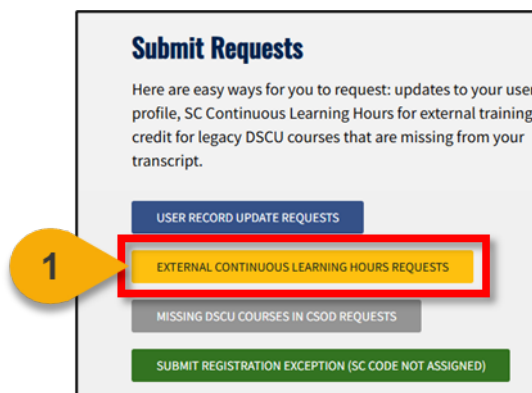 Submit Requests
Here are easy ways for you to request: updates to your user
profile, SC Continuous Learning Hours for external training
credit for legacy DSCU courses that are missing from your
transcript.
USER RECORD UPDATE REQUESTS
1
EXTERNAL CONTINUOUS LEARNING HOURS REQUESTS
MISSING DSCU COURSES IN CSOD REQUESTS
SUBMIT REGISTRATION EXCEPTION (SC CODE NOT ASSIGNED)